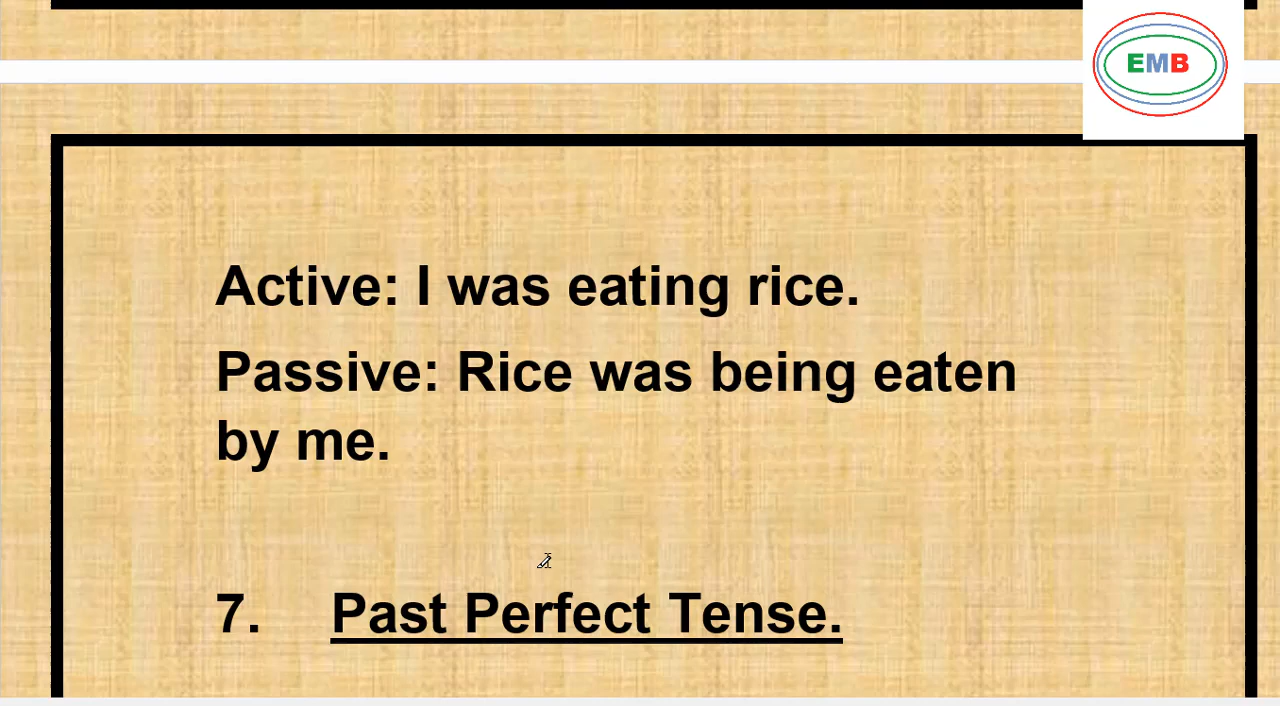 EMB
Active: I was eating rice.
Passive: Rice was being eaten
by me.
7. Past Perfect Tense.